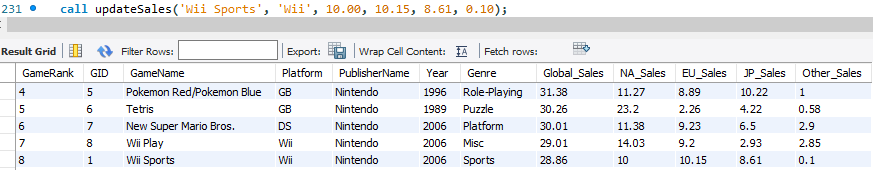 231 call updateSales('Wii Sports', 'Wii', 10.00, 10.15, 8.61, 0.10);
Result Grid Filter Rows: Export: Wrap Cell Content: IA Fetch rows:
GameRank GID GameName Platform PublisherName Year Genre Global_Sales NA_Sales EU_Sales JP_Sales Other_Sales
4 5 Pokemon Red/Pokemon Blue GB Nintendo 1996 Role-Playing 31.38 11.27 8.89 10.22 1
5 6 Tetris GB Nintendo 1989 Puzzle 30.26 23.2 2.26 4.22 0.58
6 7 New Super Mario Bros. DS Nintendo 2006 Platform 30.01 11.38 9.23 6.5 2.9
7 8 Wii Play Wii Nintendo 2006 Misc 29.01 14.03 9.2 2.93 2.85
8 1 Wii Sports Wii Nintendo 2006 Sports 28.86 10 10.15 8.61 0.1